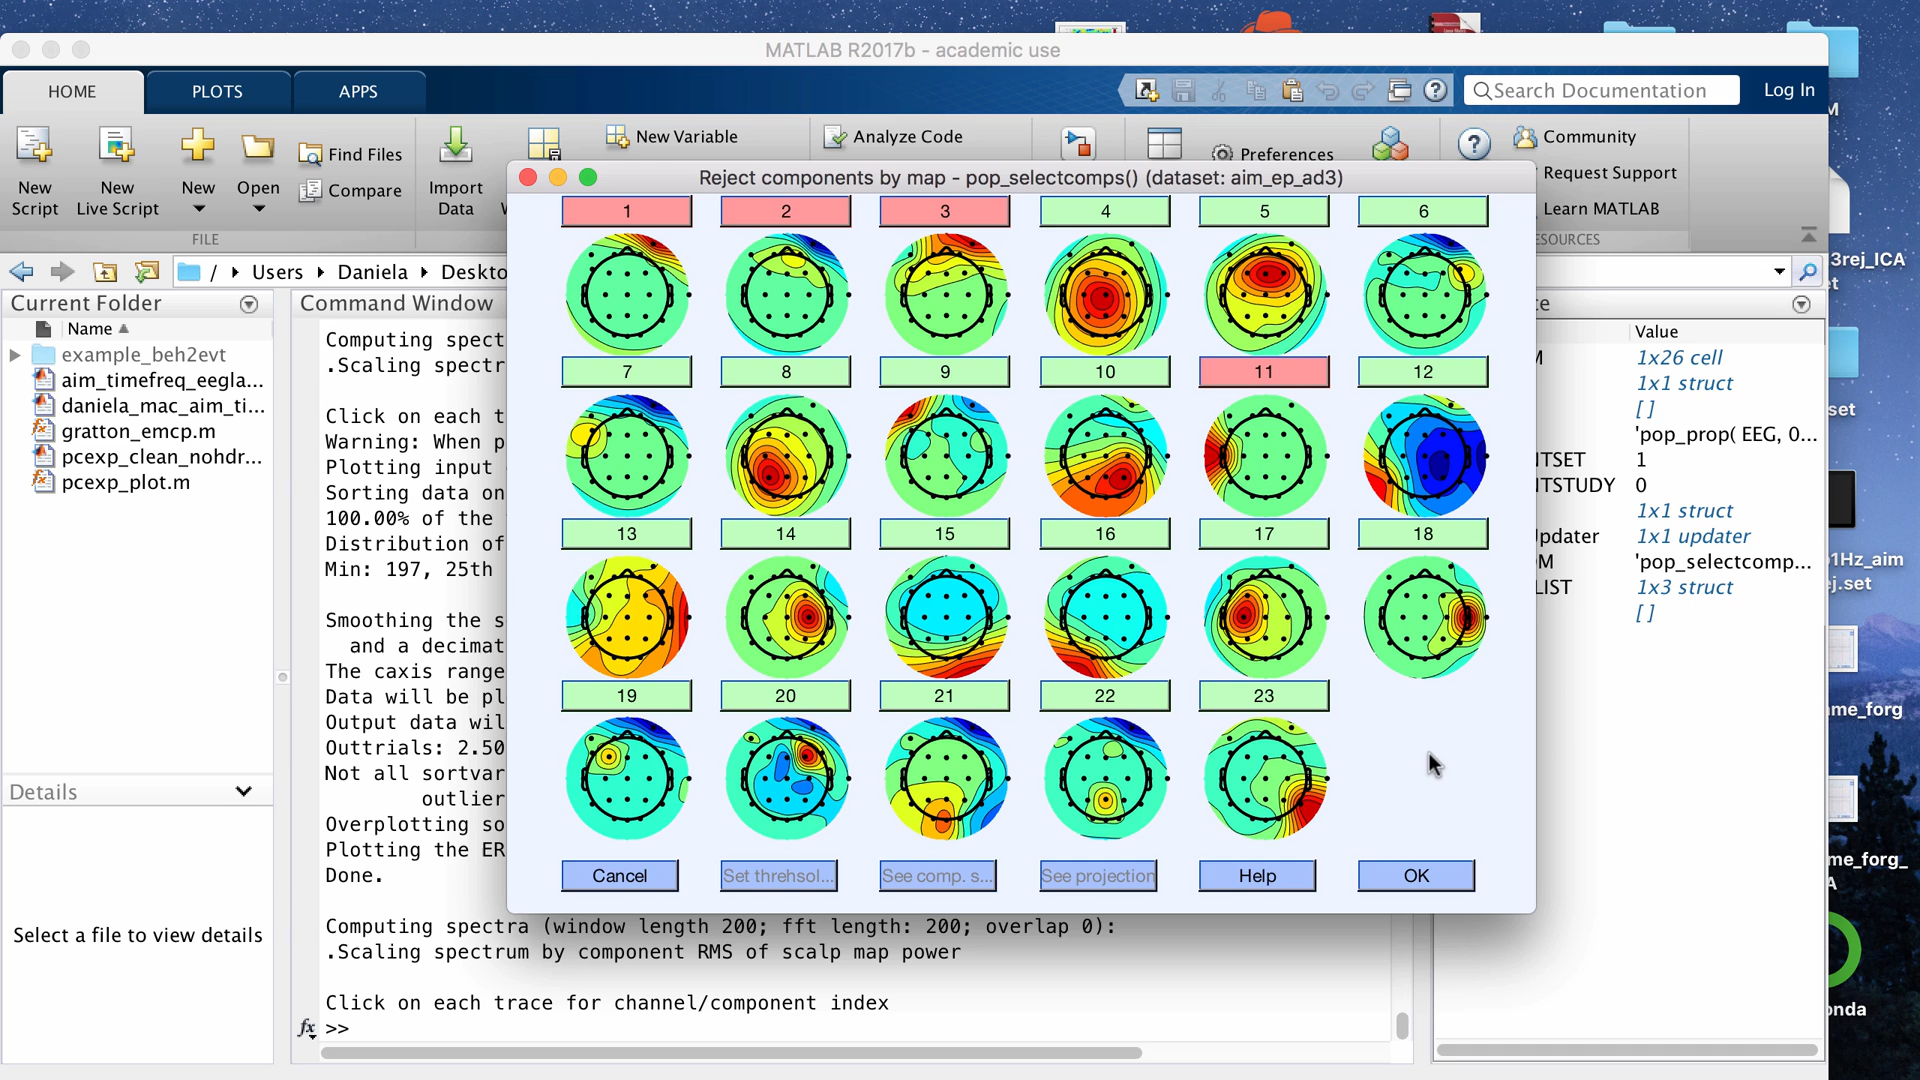 MATLAB R2017b - academic use
HOME PLOTS APPS
Search Documentation Log In
New Script
New Live Script
New
Open
Find Files
Compare
Import Data
New Variable
Analyze Code
Preferences
Community
Request Support
Learn MATLAB
FILE
ESOURCES
/ Users Daniela Deskto
Reject components by map - pop_selectcomps() (dataset: aim_ep_ad3)
1 2 3 4 5 6
7 8 9 10 11 12
13 14 15 16 17 18
19 20 21 22 23
Cancel Set threhsol... See comp. s... See projection Help OK
Current Folder
Name
example_beh2evt
aim_timefreq_eegla...
daniela_mac_aim_ti...
gratton_emcp.m
pcexp_clean_nohdr...
pcexp_plot.m
Details
Select a file to view details
Command Window
Computing spect
.Scaling spectr
Click on each t
Warning: When p
Plotting input
Sorting data on
100.00% of the
Distribution of
Min: 197, 25th
Smoothing the s
and a decimat
The caxis range
Data will be pl
Output data wil
Outtrials: 2.50
Not all sortvar
outlier
Overplotting so
Plotting the ER
Done.
Computing spectra (window length 200; fft length: 200; overlap 0):
.Scaling spectrum by component RMS of scalp map power
Click on each trace for channel/component index
fx >>
ce
Value
M 1x26 cell
1x1 struct
[]
'pop_prop( EEG, 0...
NTSET 1
NTSTUDY 0
1x1 struct
Updater 1x1 updater
OM 'pop_selectcomp...
LIST 1x3 struct
[]
M
3rej_ICA
et
set
1Hz_aim
ej.set
ame_forg
me_forg_
A
onda